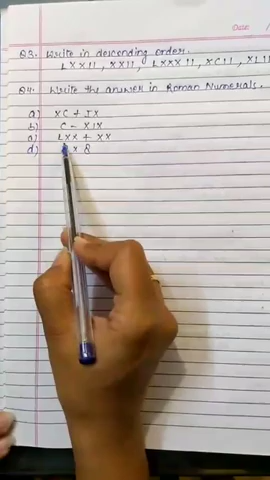 Q3. Write in descending order.
LXXII, XXII, LXXXII, XCII, XLII
Q4. Write the answer in Roman Numerals.
a) XC + IX
b) C - XIX
c) LXX + XX
d) x 8
Date